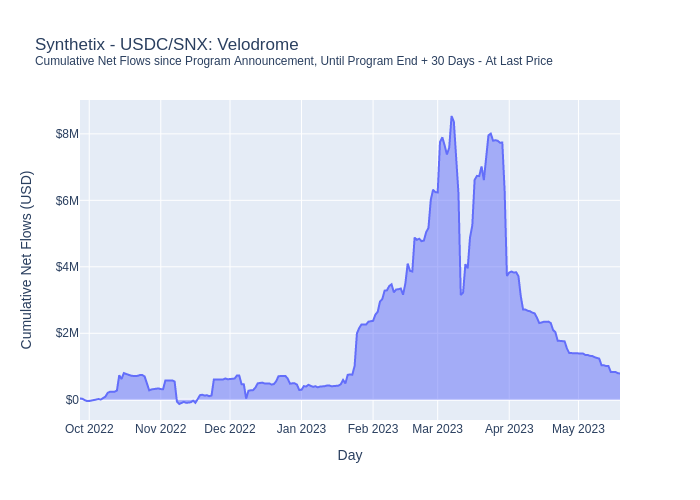 Synthetix - USDC/SNX: Velodrome
Cumulative Net Flows since Program Announcement, Until Program End + 30 Days - At Last Price
Cumulative Net Flows (USD)
$8M
$6M
$4M
$2M
$0
Oct 2022 Nov 2022 Dec 2022 Jan 2023 Feb 2023 Mar 2023 Apr 2023 May 2023
Day